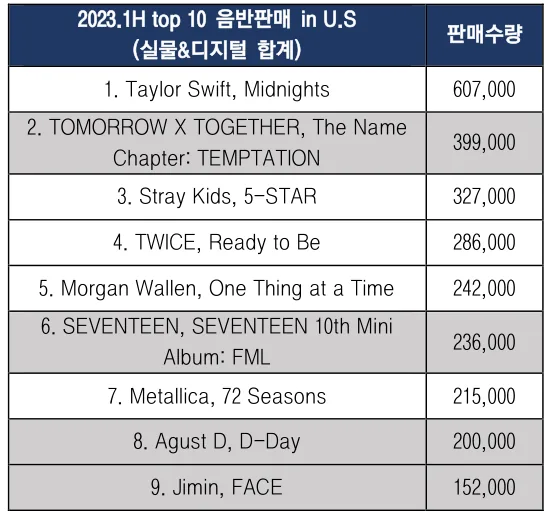 2023.1H top 10 음반판매 in U.S
(실물&디지털 합계)
판매수량
1. Taylor Swift, Midnights
607,000
2. TOMORROW X TOGETHER, The Name
Chapter: TEMPTATION
399,000
3. Stray Kids, 5-STAR
327,000
4. TWICE, Ready to Be
286,000
5. Morgan Wallen, One Thing at a Time
242,000
6. SEVENTEEN, SEVENTEEN 10th Mini
Album: FML
236,000
7. Metallica, 72 Seasons
215,000
8. Agust D, D-Day
200,000
9. Jimin, FACE
152,000